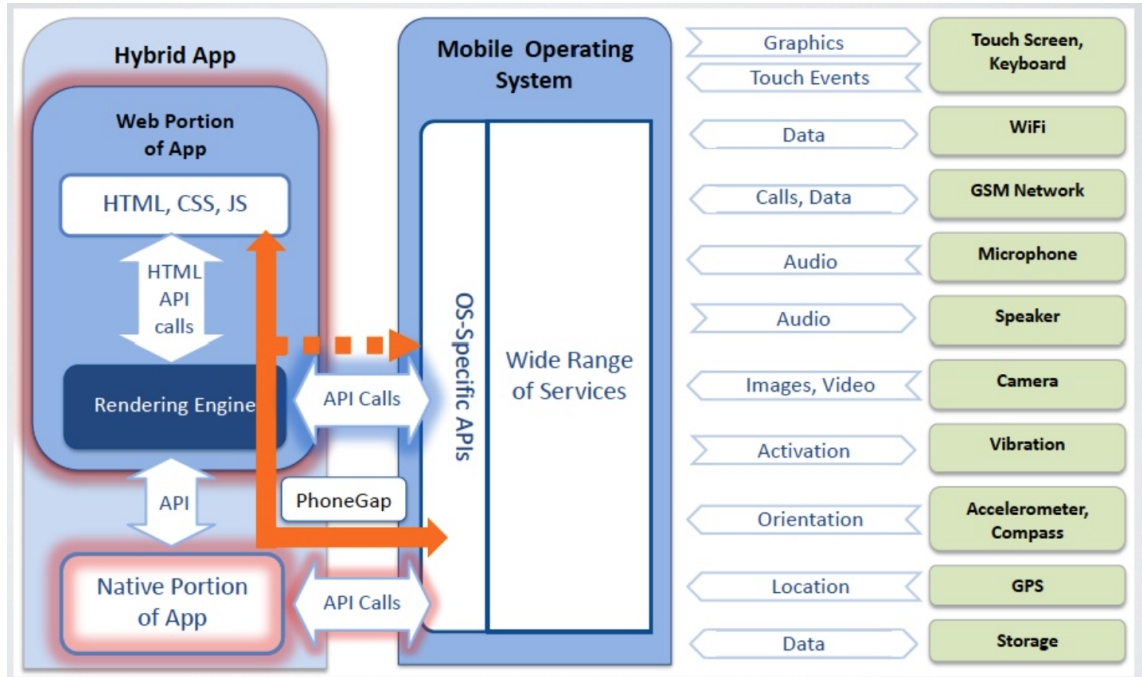 Hybrid App
Web Portion
of App
HTML, CSS, JS
HTML
API
calls
Rendering Engine
API
Native Portion
of App
API Calls
PhoneGap
API Calls
Mobile Operating
System
OS-Specific APIs
Wide Range
of Services
Graphics
Touch Events
Touch Screen,
Keyboard
Data
WiFi
Calls, Data
GSM Network
Audio
Microphone
Audio
Speaker
Images, Video
Camera
Activation
Vibration
Orientation
Accelerometer,
Compass
Location
GPS
Data
Storage